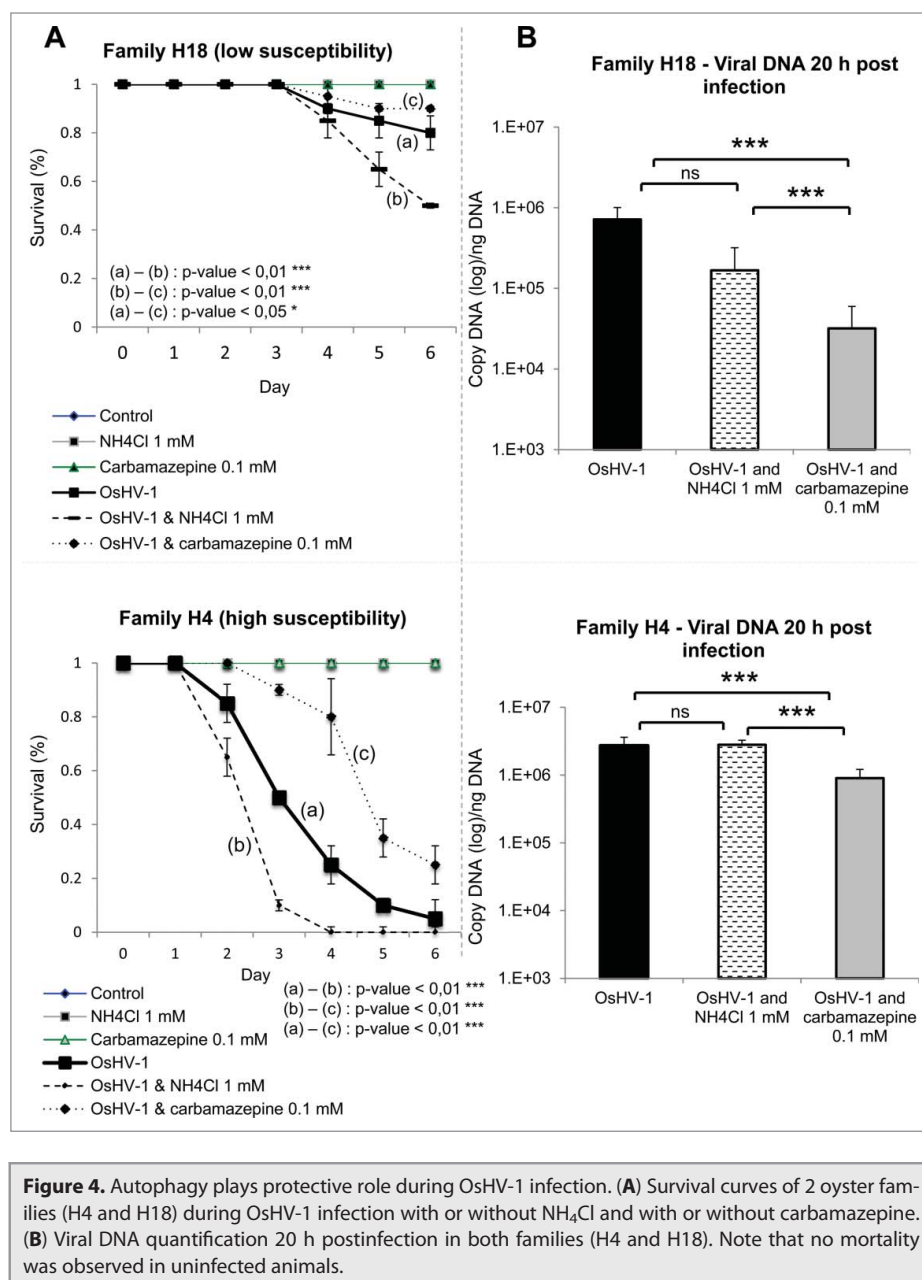 A
Family H18 (low susceptibility)
1
0.8
0.6
0.4
0.2
0
Survival (%)
(c)
(a)
(b)
(a) – (b) : p-value < 0,01 ***
(b) – (c) : p-value < 0,01 ***
(a) – (c) : p-value < 0,05 *
0 1 2 3 4 5 6
Day
Control
NH4Cl 1 mM
Carbamazepine 0.1 mM
OsHV-1
OsHV-1 & NH4Cl 1 mM
OsHV-1 & carbamazepine 0.1 mM
B
Family H18 - Viral DNA 20 h post
infection
1.E+07
1.E+06
1.E+05
1.E+04
1.E+03
Copy DNA (log)/ng DNA
***
ns
***
OsHV-1
OsHV-1 and
NH4Cl 1 mM
OsHV-1 and
carbamazepine
0.1 mM
Family H4 (high susceptibility)
1
0.8
0.6
0.4
0.2
0
Survival (%)
(c)
(a)
(b)
0 1 2 3 4 5 6
Day
(a) – (b) : p-value < 0,01 ***
(b) – (c) : p-value < 0,01 ***
(a) – (c) : p-value < 0,01 ***
Control
NH4Cl 1 mM
Carbamazepine 0.1 mM
OsHV-1
OsHV-1 & NH4Cl 1 mM
OsHV-1 & carbamazepine 0.1 mM
Family H4 - Viral DNA 20 h post
infection
1.E+07
1.E+06
1.E+05
1.E+04
1.E+03
Copy DNA (log)/ng DNA
***
ns
***
OsHV-1
OsHV-1 and
NH4Cl 1 mM
OsHV-1 and
carbamazepine
0.1 mM
Figure 4. Autophagy plays protective role during OsHV-1 infection. (A) Survival curves of 2 oyster fam-
ilies (H4 and H18) during OsHV-1 infection with or without NH₄Cl and with or without carbamazepine.
(B) Viral DNA quantification 20 h postinfection in both families (H4 and H18). Note that no mortality
was observed in uninfected animals.